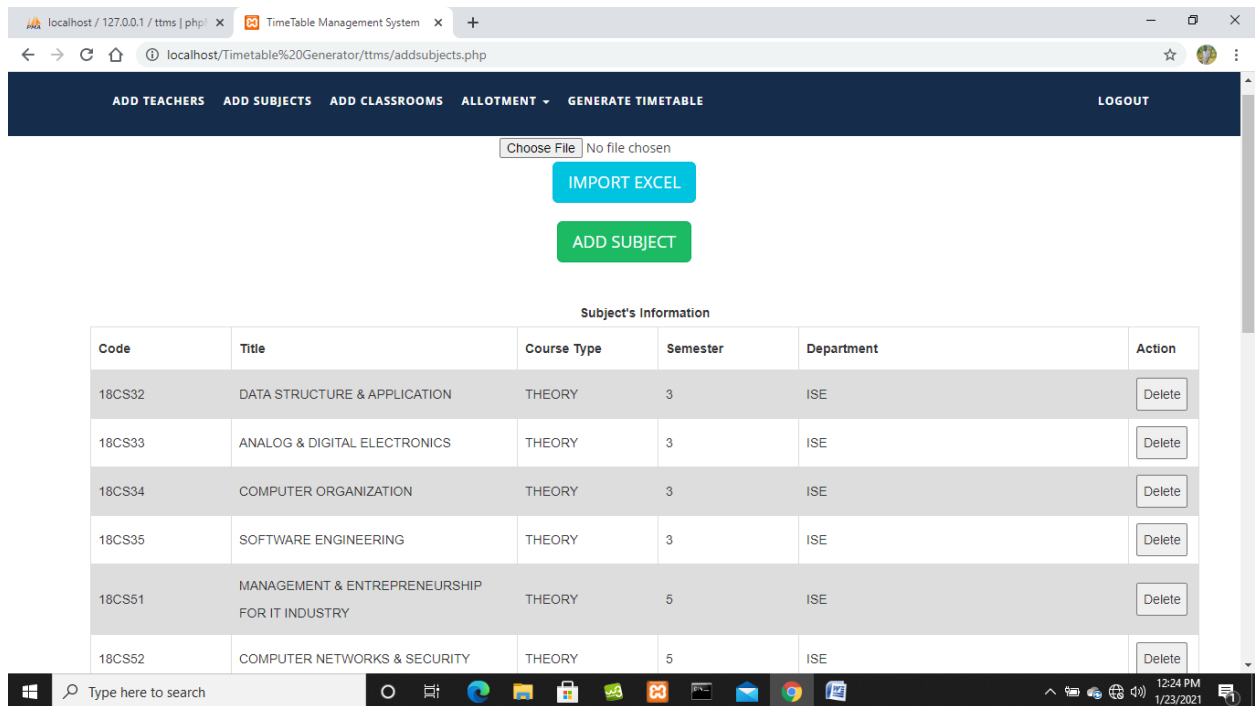 localhost / 127.0.0.1 / ttms | php
TimeTable Management System
localhost/Timetable%20Generator/ttms/addsubjects.php
ADD TEACHERS ADD SUBJECTS ADD CLASSROOMS ALLOTMENT GENERATE TIMETABLE LOGOUT
Choose File No file chosen
IMPORT EXCEL
ADD SUBJECT
Subject's Information
Code Title Course Type Semester Department Action
18CS32 DATA STRUCTURE & APPLICATION THEORY 3 ISE Delete
18CS33 ANALOG & DIGITAL ELECTRONICS THEORY 3 ISE Delete
18CS34 COMPUTER ORGANIZATION THEORY 3 ISE Delete
18CS35 SOFTWARE ENGINEERING THEORY 3 ISE Delete
18CS51 MANAGEMENT & ENTREPRENEURSHIP
FOR IT INDUSTRY THEORY 5 ISE Delete
18CS52 COMPUTER NETWORKS & SECURITY THEORY 5 ISE Delete
Type here to search
12:24 PM
1/23/2021